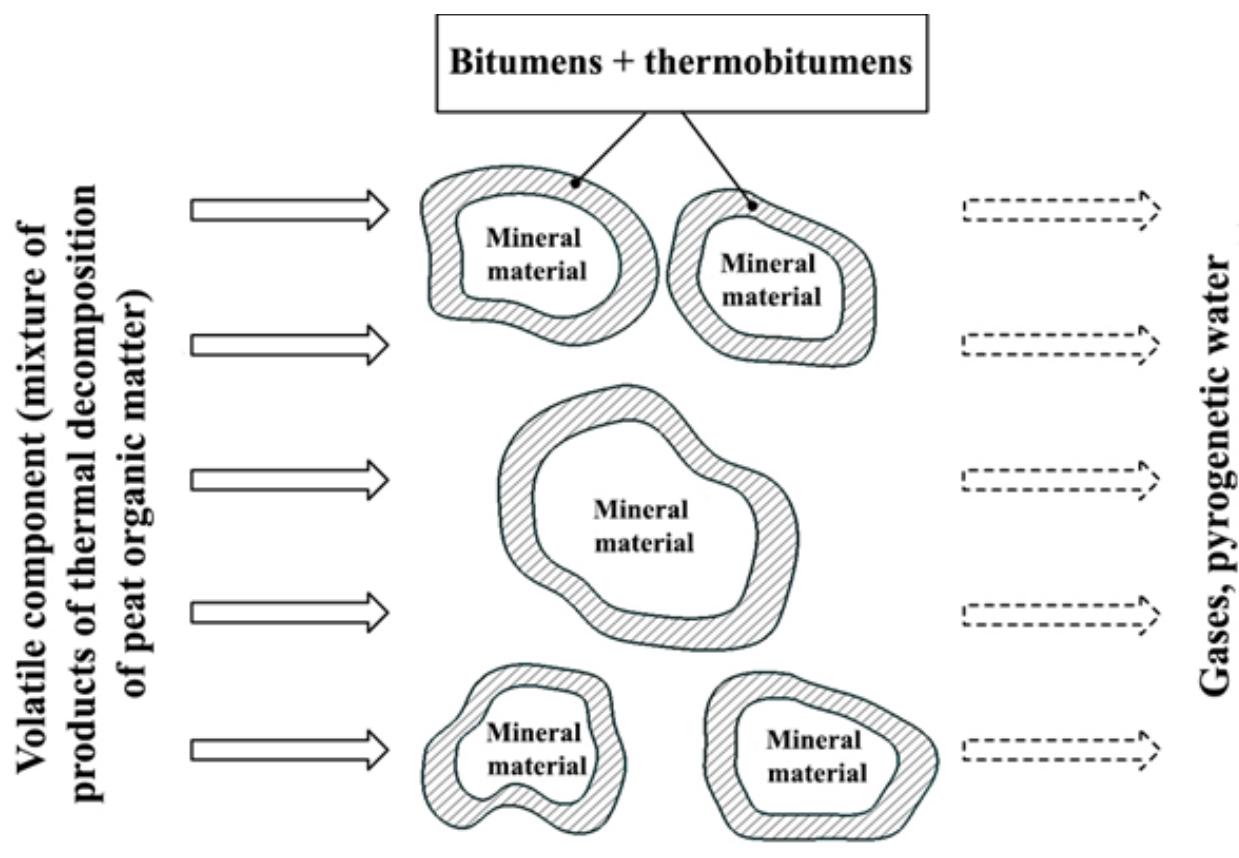 Bitumens + thermobitumens
Volatile component (mixture of
products of thermal decomposition
of peat organic matter)
Mineral
material
Mineral
material
Mineral
material
Mineral
material
Mineral
material
Gases, pyrogenetic water